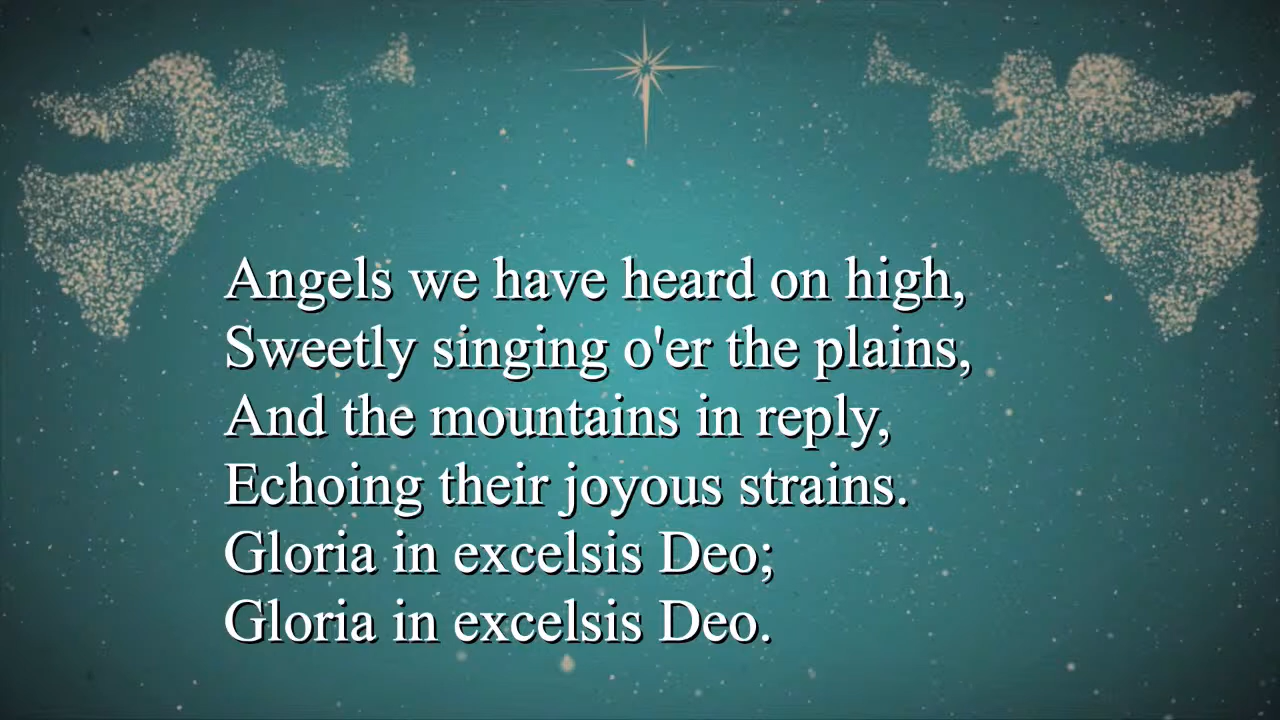 Angels we have heard on high,
Sweetly singing o'er the plains,
And the mountains in reply,
Echoing their joyous strains.
Gloria in excelsis Deo;
Gloria in excelsis Deo.